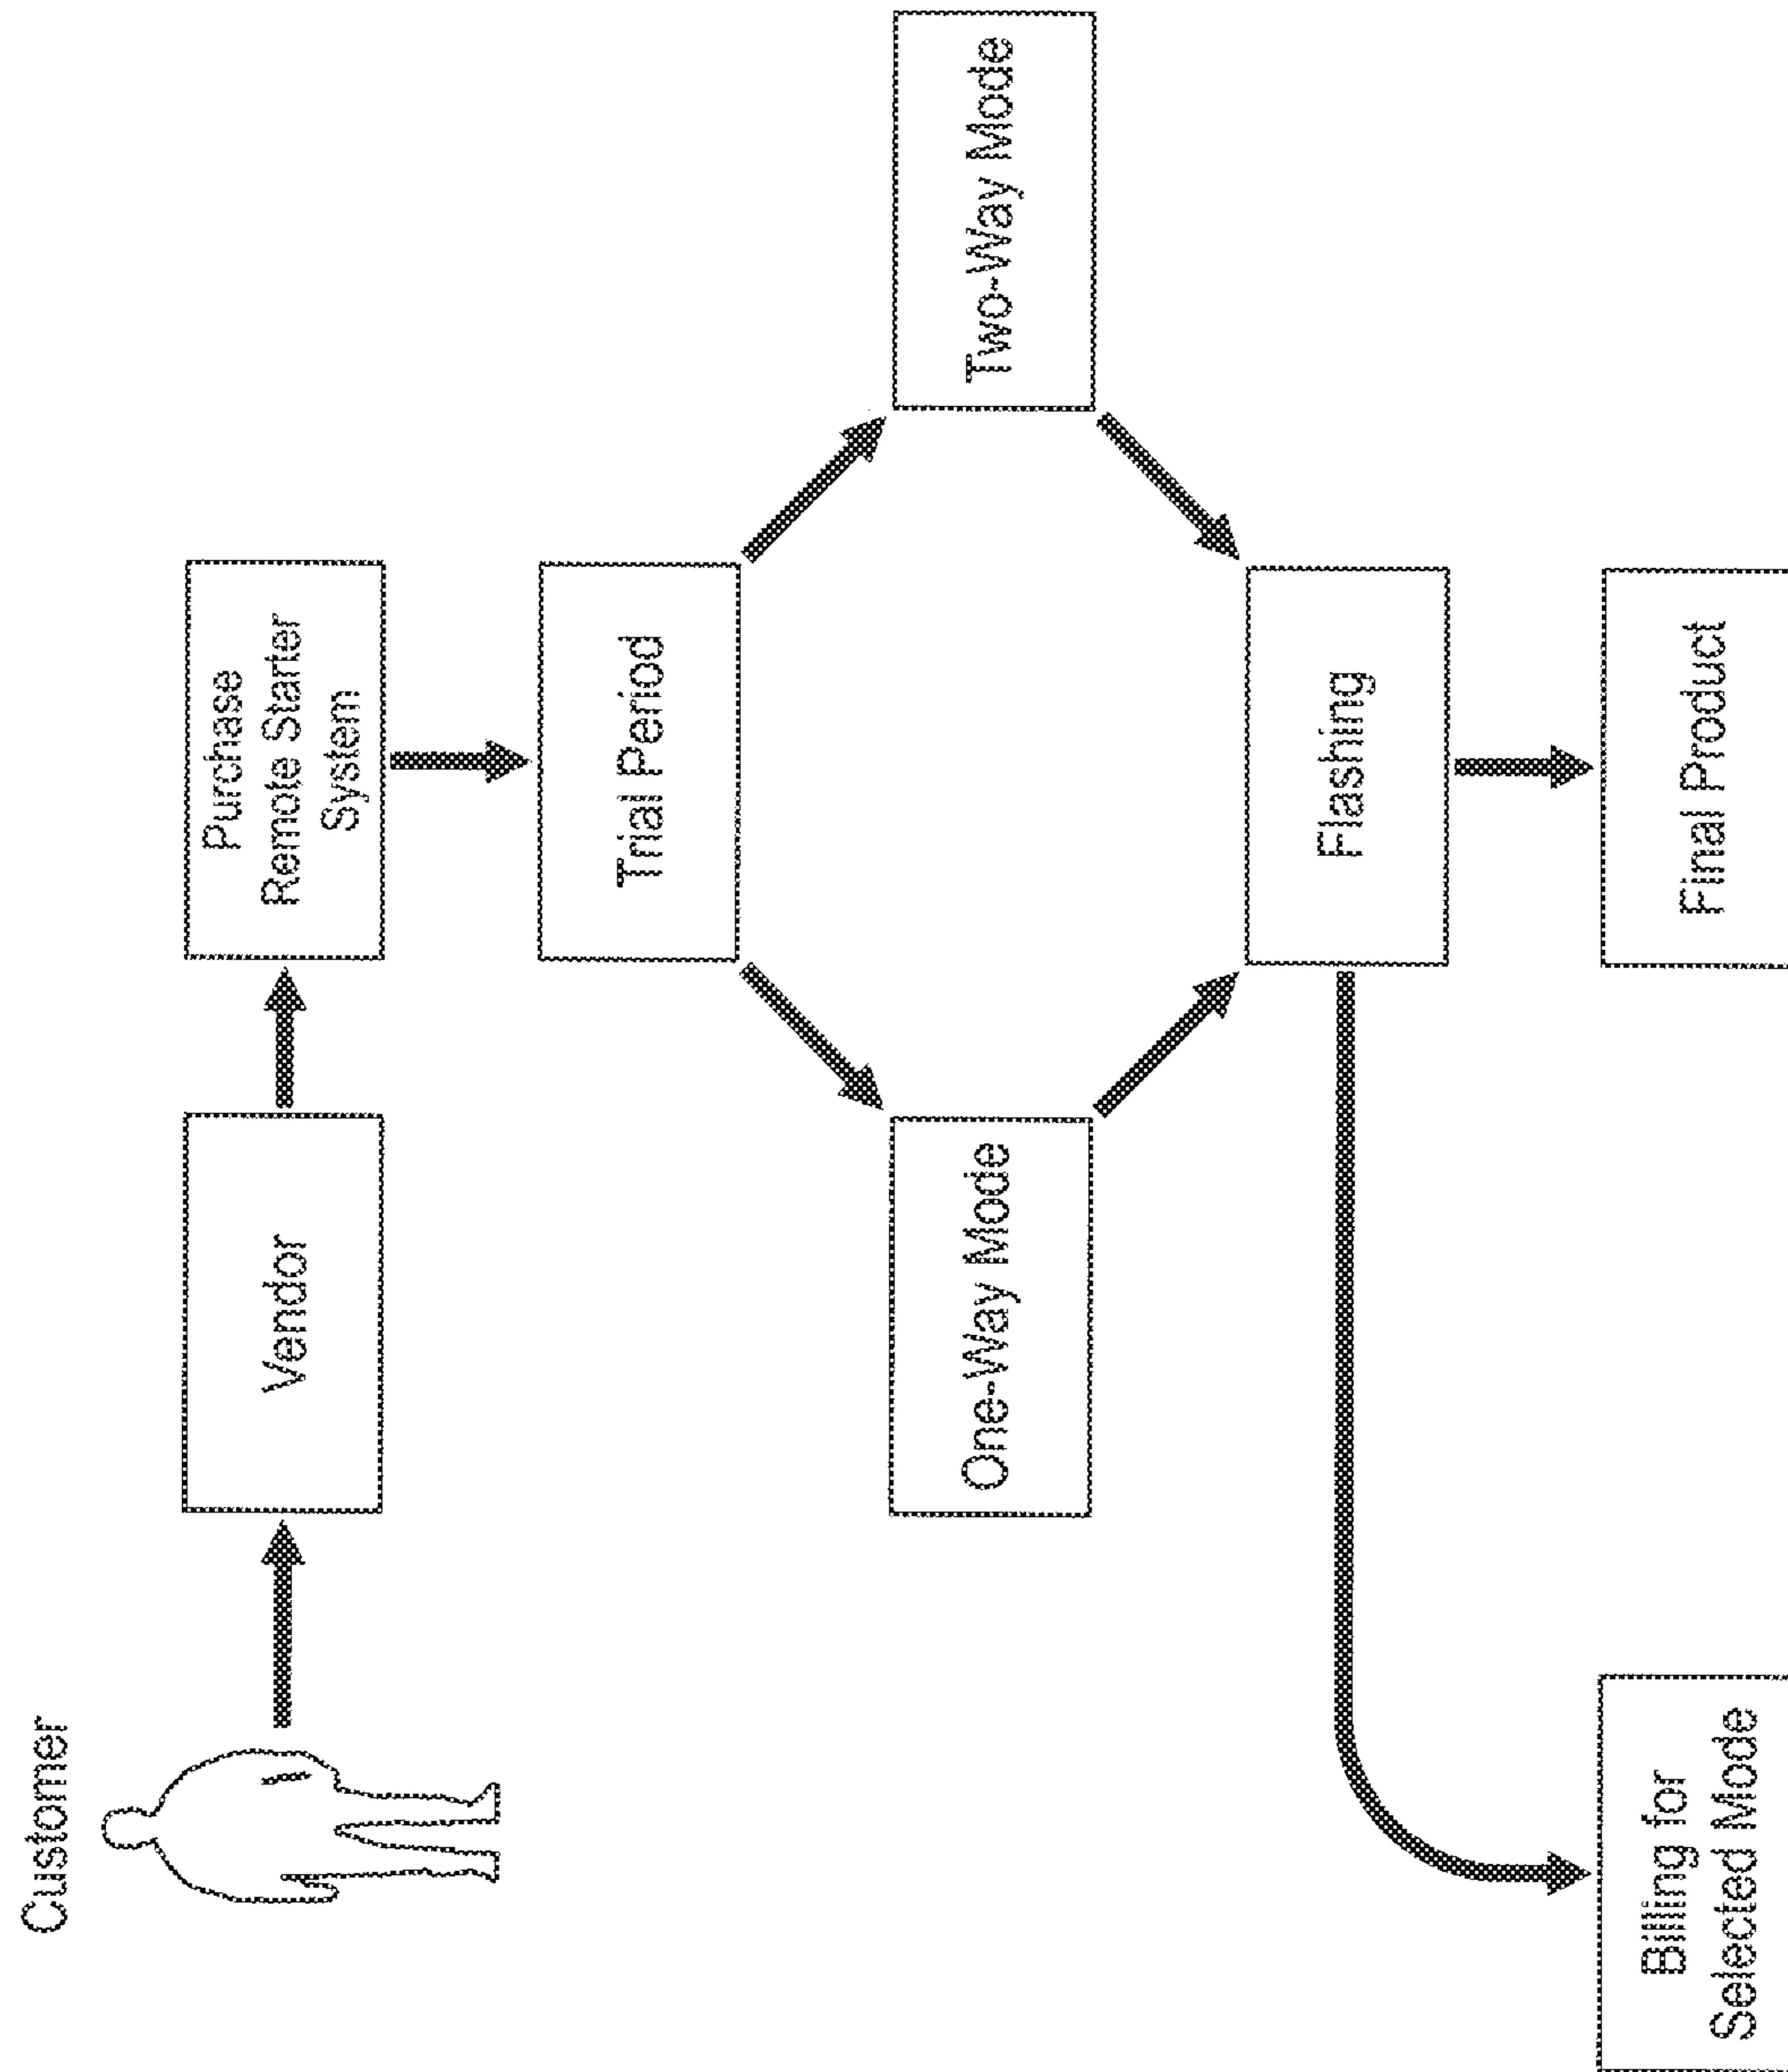 Customer
Vendor
Purchase
Remote Starter
System
Trial Period
One-Way Mode
Two-Way Mode
Flashing
Billing for
Selected Mode
Final Product